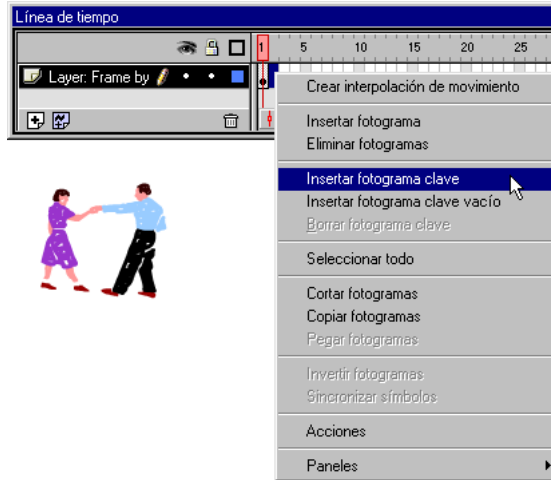 Línea de tiempo
1 5 10 15 20 25
Layer: Frame by
Crear interpolación de movimiento
Insertar fotograma
Eliminar fotogramas
Insertar fotograma clave
Insertar fotograma clave vacío
Borrar fotograma clave
Seleccionar todo
Cortar fotogramas
Copiar fotogramas
Pegar fotogramas
Invertir fotogramas
Sincronizar símbolos
Acciones
Paneles